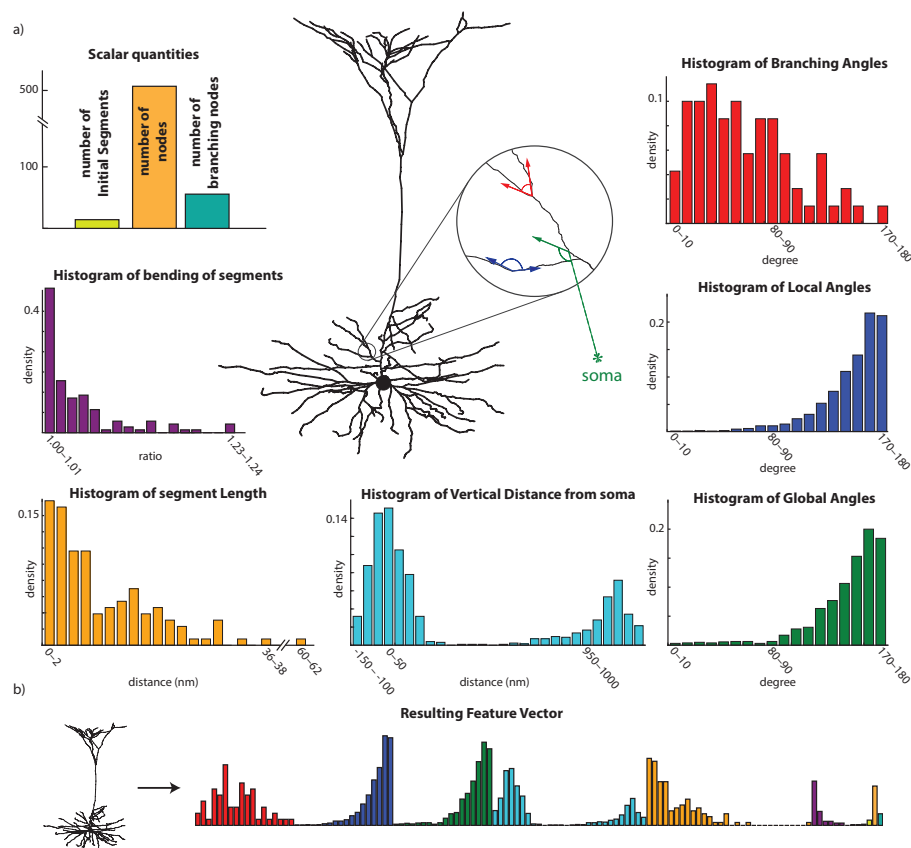 a)
Scalar quantities
500
100
number of
Initial Segments
number of
nodes
number of
branching nodes
soma
Histogram of Branching Angles
0.1
density
0–10
80–90
170–180
degree
Histogram of bending of segments
0.4
density
1.00–1.01
1.23–1.24
ratio
Histogram of Local Angles
0.2
density
0–10
80–90
170–180
degree
Histogram of segment Length
0.15
density
0–2
36–38
60–62
distance (nm)
Histogram of Vertical Distance from soma
0.14
density
-150 – -100
0–50
950–1000
distance (nm)
Histogram of Global Angles
0.2
density
0–10
80–90
170–180
degree
b)
Resulting Feature Vector